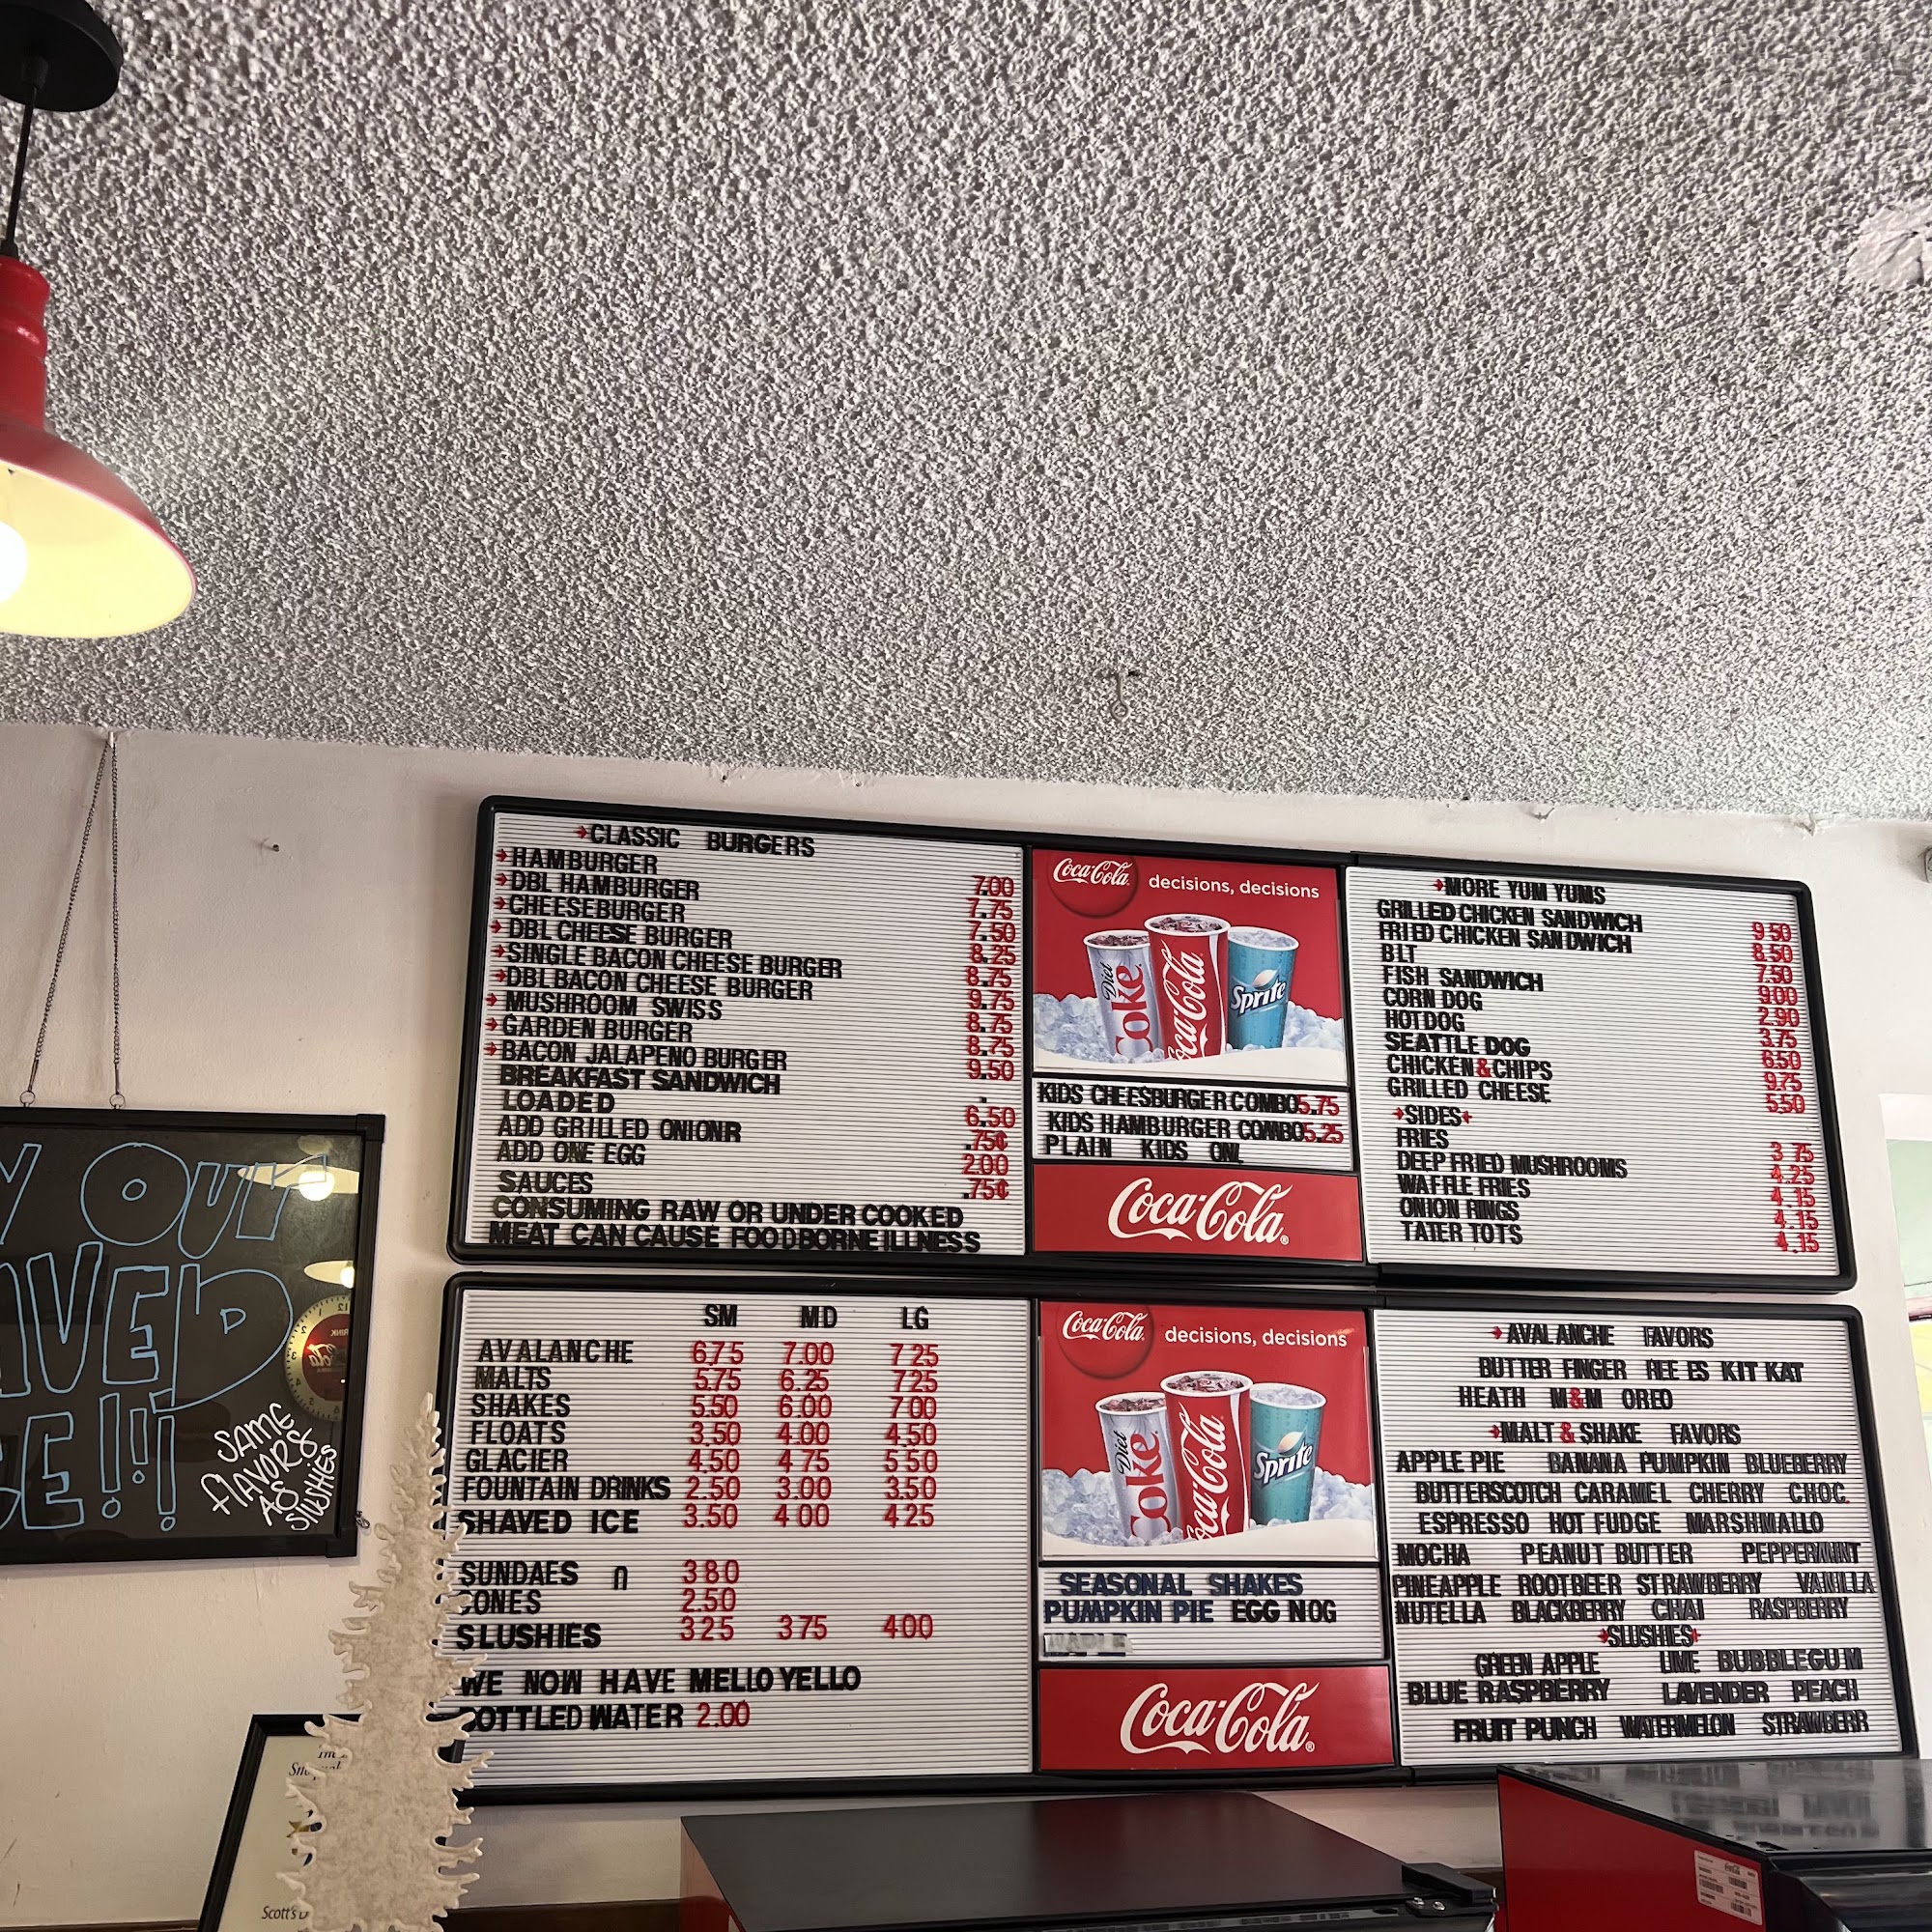 CLASSIC BURGERS
HAMBURGER 7.00
DBL HAMBURGER 7.75
CHEESEBURGER 7.50
DBL CHEESE BURGER 8.25
SINGLE BACON CHEESE BURGER 8.75
DBL BACON CHEESE BURGER 9.75
MUSHROOM SWISS 8.75
GARDEN BURGER 8.75
BACON JALAPENO BURGER 9.50
BREAKFAST SANDWICH .
LOADED 6.50
ADD GRILLED ONIONR .75¢
ADD ONE EGG 2.00
SAUCES .75¢
CONSUMING RAW OR UNDER COOKED
MEAT CAN CAUSE FOODBORNE ILLNESS
Coca-Cola decisions, decisions
Diet Coke Coca-Cola Sprite
KIDS CHEESBURGER COMBO 5.75
KIDS HAMBURGER COMBO 5.25
PLAIN KIDS ONL
Coca-Cola
MORE YUM YUMS
GRILLED CHICKEN SANDWICH 9 50
FRIED CHICKEN SANDWICH 8.50
BLT 7.50
FISH SANDWICH 9.00
CORN DOG 2.90
HOTDOG 3.75
SEATTLE DOG 6.50
CHICKEN & CHIPS 9.75
GRILLED CHEESE 5.50
SIDES
FRIES 3 75
DEEP FRIED MUSHROOMS 4.25
WAFFLE FRIES 4.15
ONION RINGS 4.15
TATER TOTS 4.15
OUR
SAME
FLAVORS
AS
SLUSHIES
SM MD LG
AVALANCHE 6.75 7.00 7 25
MALTS 5.75 6.25 7.25
SHAKES 5.50 6.00 7.00
FLOATS 3.50 4.00 4.50
GLACIER 4.50 4 75 5 50
FOUNTAIN DRINKS 2.50 3.00 3.50
SHAVED ICE 3.50 4 00 4 25
SUNDAES 3 80
CONES 2.50
SLUSHIES 3 25 3 75 4 00
WE NOW HAVE MELLO YELLO
BOTTLED WATER 2.00
Coca-Cola decisions, decisions
Diet Coke Coca-Cola Sprite
SEASONAL SHAKES
PUMPKIN PIE EGG NOG
MAPLE
Coca-Cola
AVALANCHE FAVORS
BUTTER FINGER REE ES KIT KAT
HEATH M&M OREO
MALT & SHAKE FAVORS
APPLE PIE BANANA PUMPKIN BLUEBERRY
BUTTERSCOTCH CARAMEL CHERRY CHOC.
ESPRESSO HOT FUDGE MARSHMALLO
MOCHA PEANUT BUTTER PEPPERMINT
PINEAPPLE ROOTBEER STRAWBERRY VANILLA
NUTELLA BLACKBERRY CHAI RASPBERRY
SLUSHIES
GREEN APPLE LIME BUBBLEGUM
BLUE RASPBERRY LAVENDER PEACH
FRUIT PUNCH WATERMELON STRAWBERR
Scott's